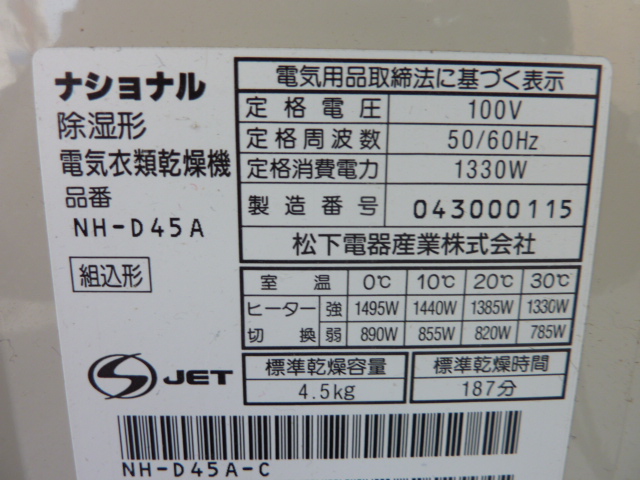 ナショナル
除湿形
電気衣類乾燥機
品番
NH-D45A
組込形
JET
電気用品取締法に基づく表示
定格電圧 100V
定格周波数 50/60Hz
定格消費電力 1330W
製造番号 043000115
松下電器産業株式会社
室温 0℃ 10℃ 20℃ 30℃
ヒーター 強 1495W 1440W 1385W 1330W
切換 弱 890W 855W 820W 785W
標準乾燥容量 標準乾燥時間
4.5kg 187分
NH-D45A-C